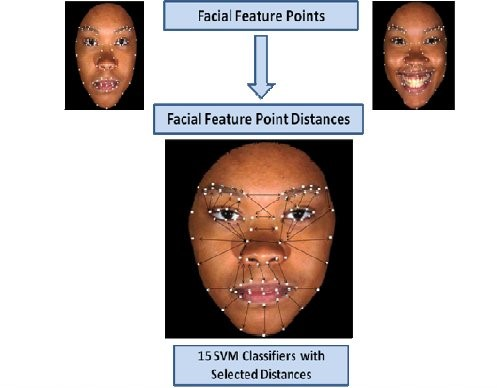 Facial Feature Points
Facial Feature Point Distances
15 SVM Classifiers with
Selected Distances